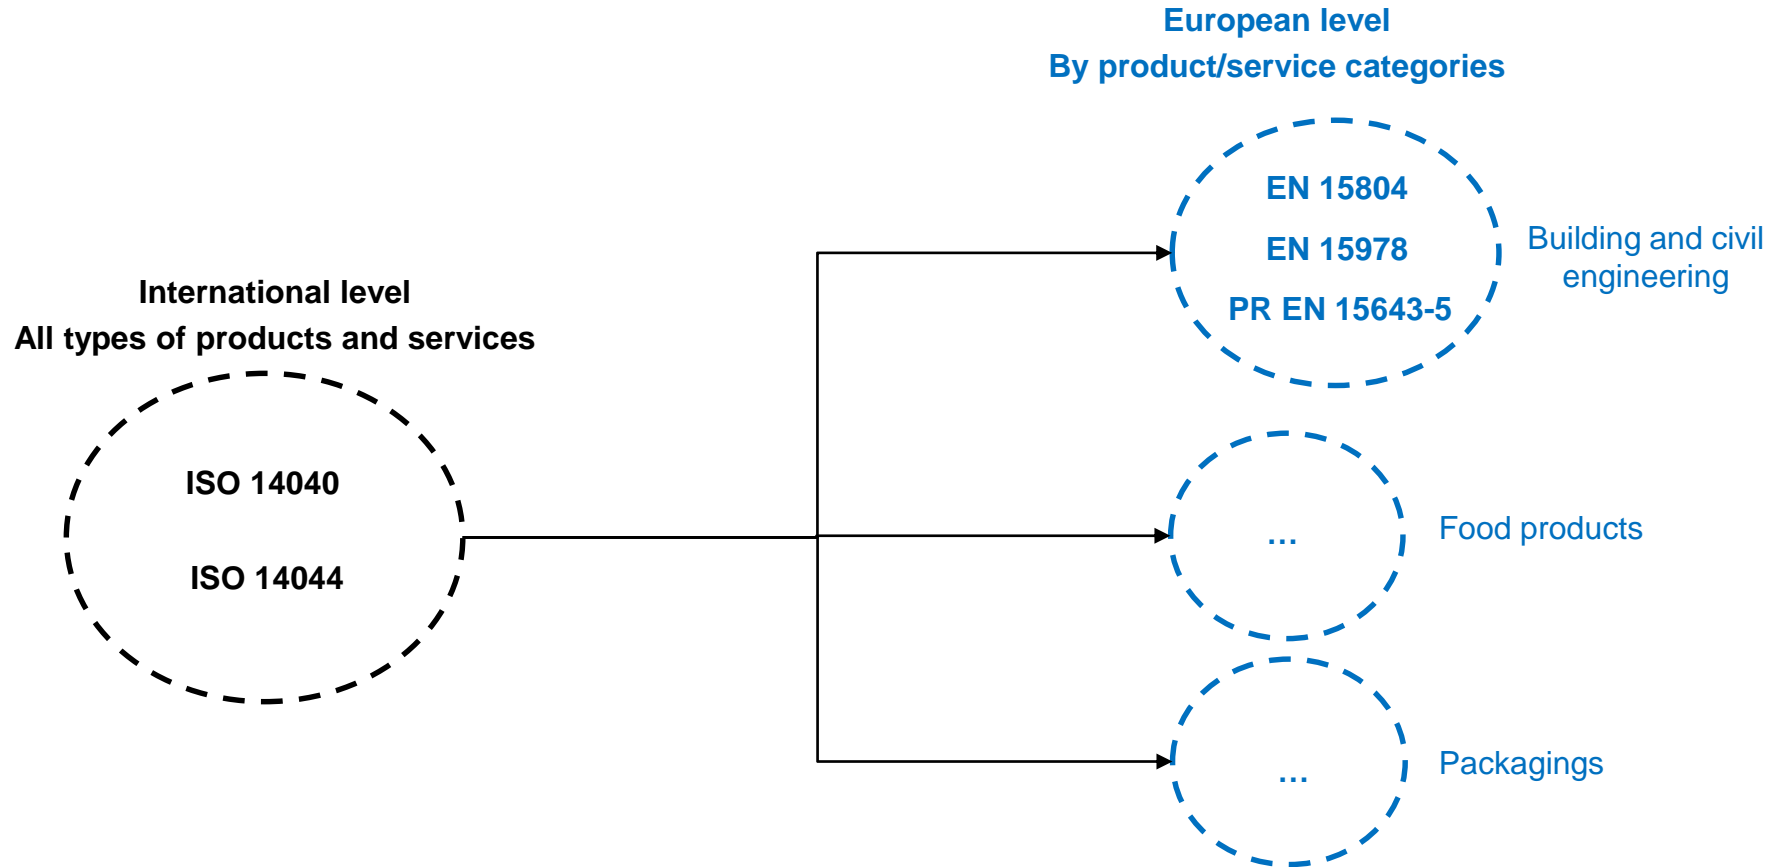 European level
By product/service categories
EN 15804
EN 15978
PR EN 15643-5
Building and civil
engineering
International level
All types of products and services
ISO 14040
ISO 14044
...
Food products
...
Packagings